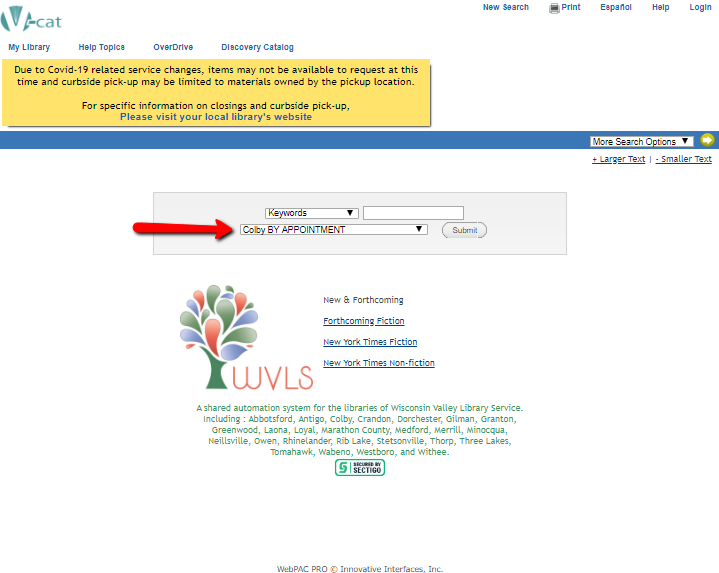 V-cat
New Search Print Español Help Login
My Library Help Topics OverDrive Discovery Catalog
Due to Covid-19 related service changes, items may not be available to request at this
time and curbside pick-up may be limited to materials owned by the pickup location.
For specific information on closings and curbside pick-up,
Please visit your local library's website
More Search Options ▼
+ Larger Text | - Smaller Text
Keywords ▼
Colby BY APPOINTMENT ▼ Submit
New & Forthcoming
Forthcoming Fiction
New York Times Fiction
New York Times Non-fiction
WVLS
A shared automation system for the libraries of Wisconsin Valley Library Service.
Including : Abbotsford, Antigo, Colby, Crandon, Dorchester, Gilman, Granton,
Greenwood, Laona, Loyal, Marathon County, Medford, Merrill, Minocqua,
Neillsville, Owen, Rhinelander, Rib Lake, Stetsonville, Thorp, Three Lakes,
Tomahawk, Wabeno, Westboro, and Withee.
S SECURED BY
SECTIGO
WebPAC PRO © Innovative Interfaces, Inc.